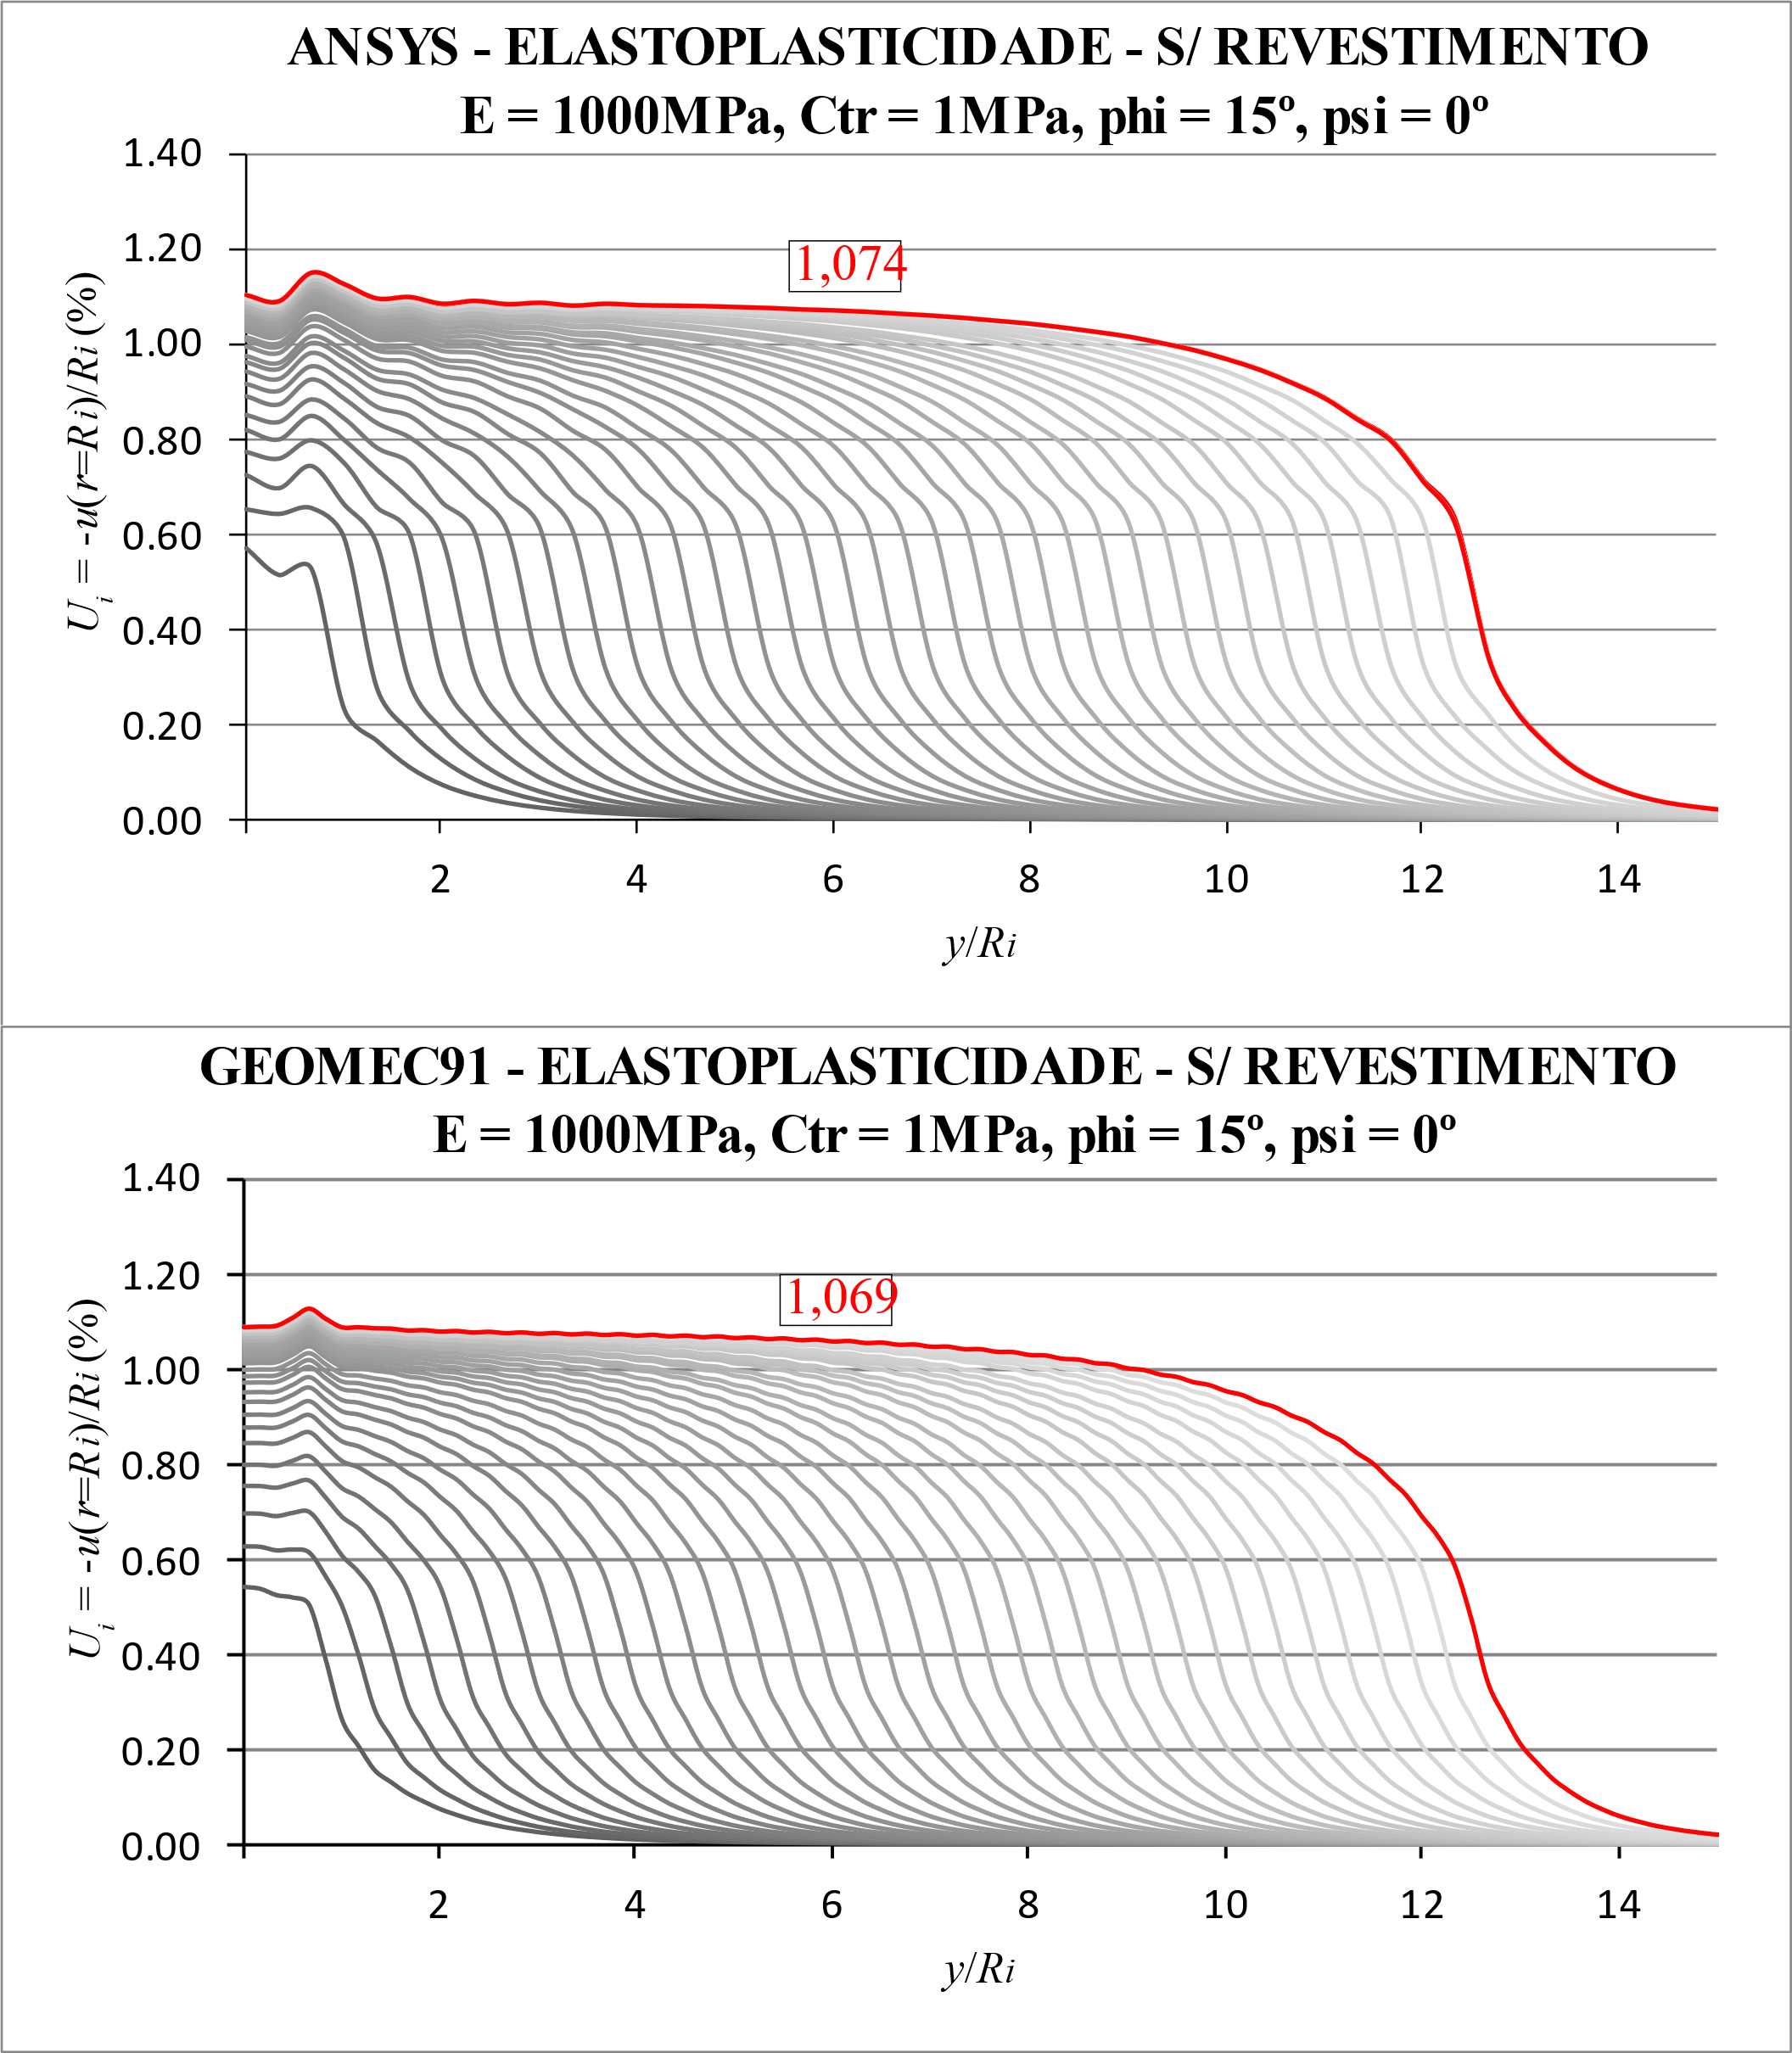 ANSYS - ELASTOPLASTICIDADE - S/ REVESTIMENTO
E = 1000MPa, Ctr = 1MPa, phi = 15º, psi = 0º
1.40
1.20
1.00
0.80
0.60
0.40
0.20
0.00
1,074
Ui = -u(r=Ri)/Ri (%)
2 4 6 8 10 12 14
y/Ri
GEOMEC91 - ELASTOPLASTICIDADE - S/ REVESTIMENTO
E = 1000MPa, Ctr = 1MPa, phi = 15º, psi = 0º
1.40
1.20
1.00
0.80
0.60
0.40
0.20
0.00
1,069
Ui = -u(r=Ri)/Ri (%)
2 4 6 8 10 12 14
y/Ri